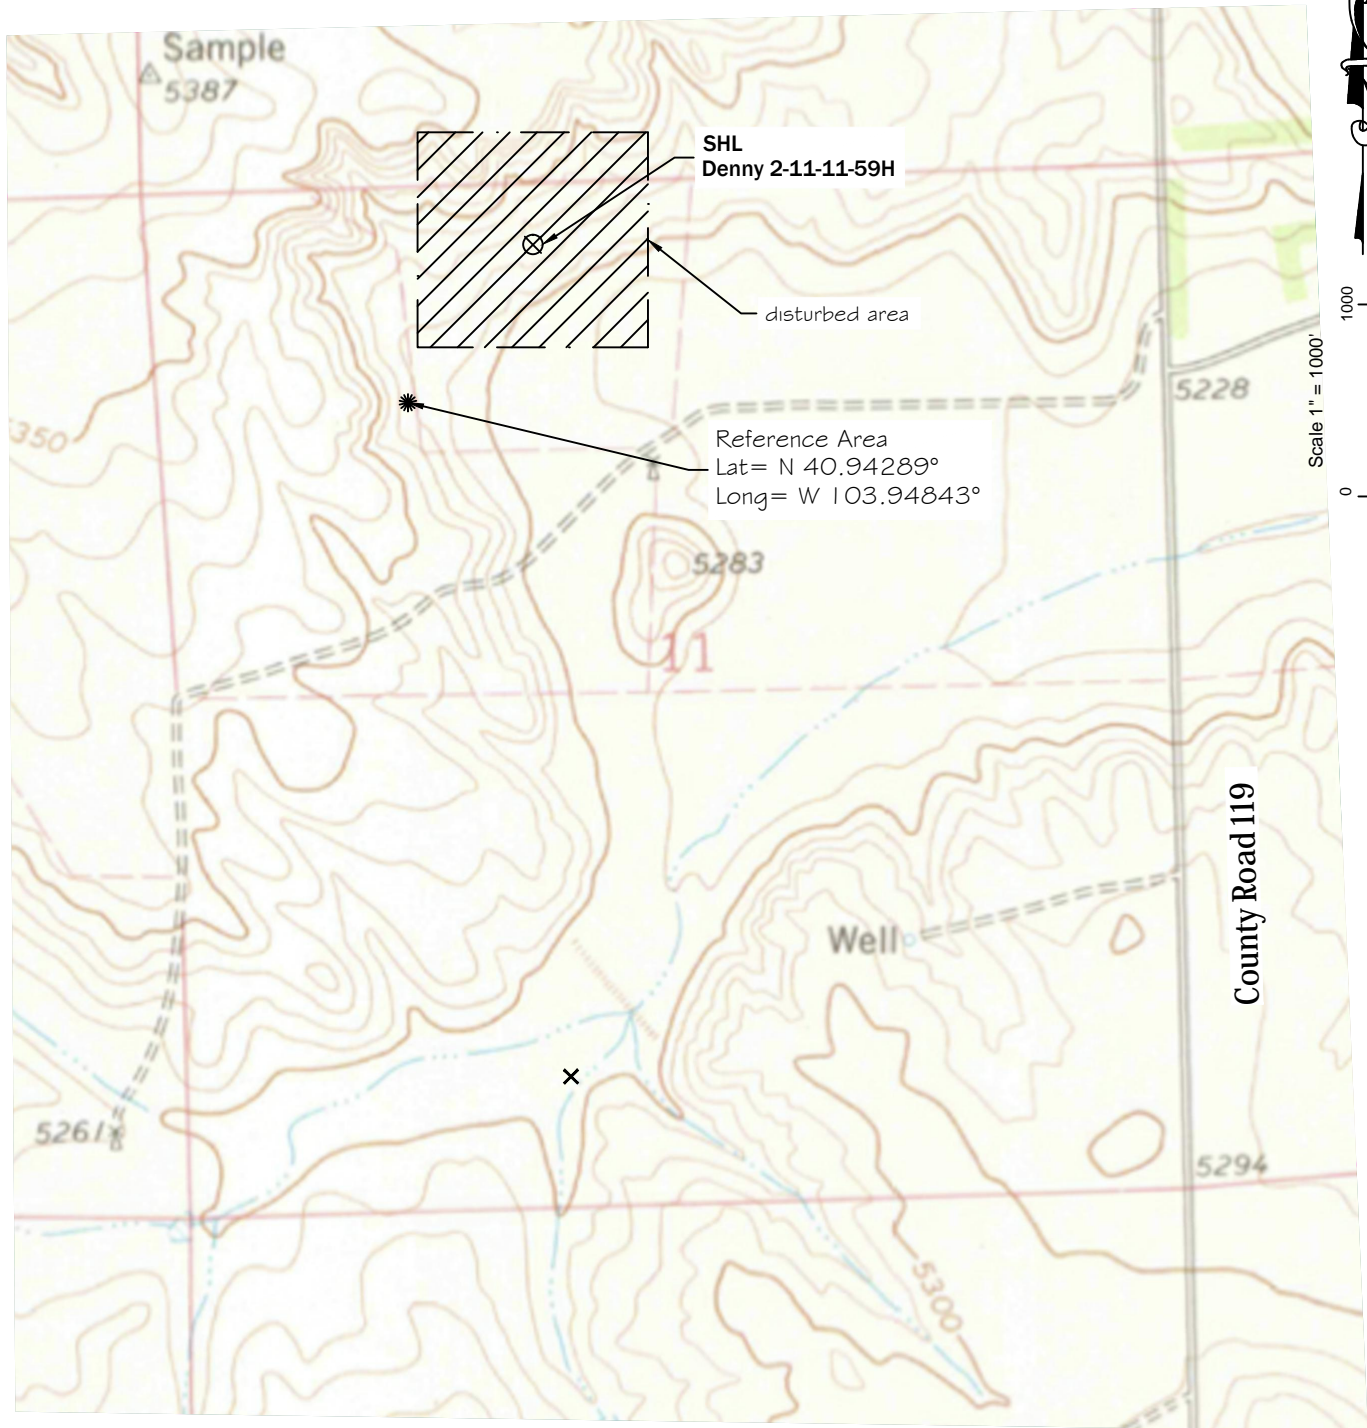 Sample
5387
SHL
Denny 2-11-11-59H
disturbed area
1000
0
Scale 1" = 1000'
5228
5350
Reference Area
Lat= N 40.94289°
Long= W 103.94843°
5283
11
County Road 119
Well
5261
5294
5300